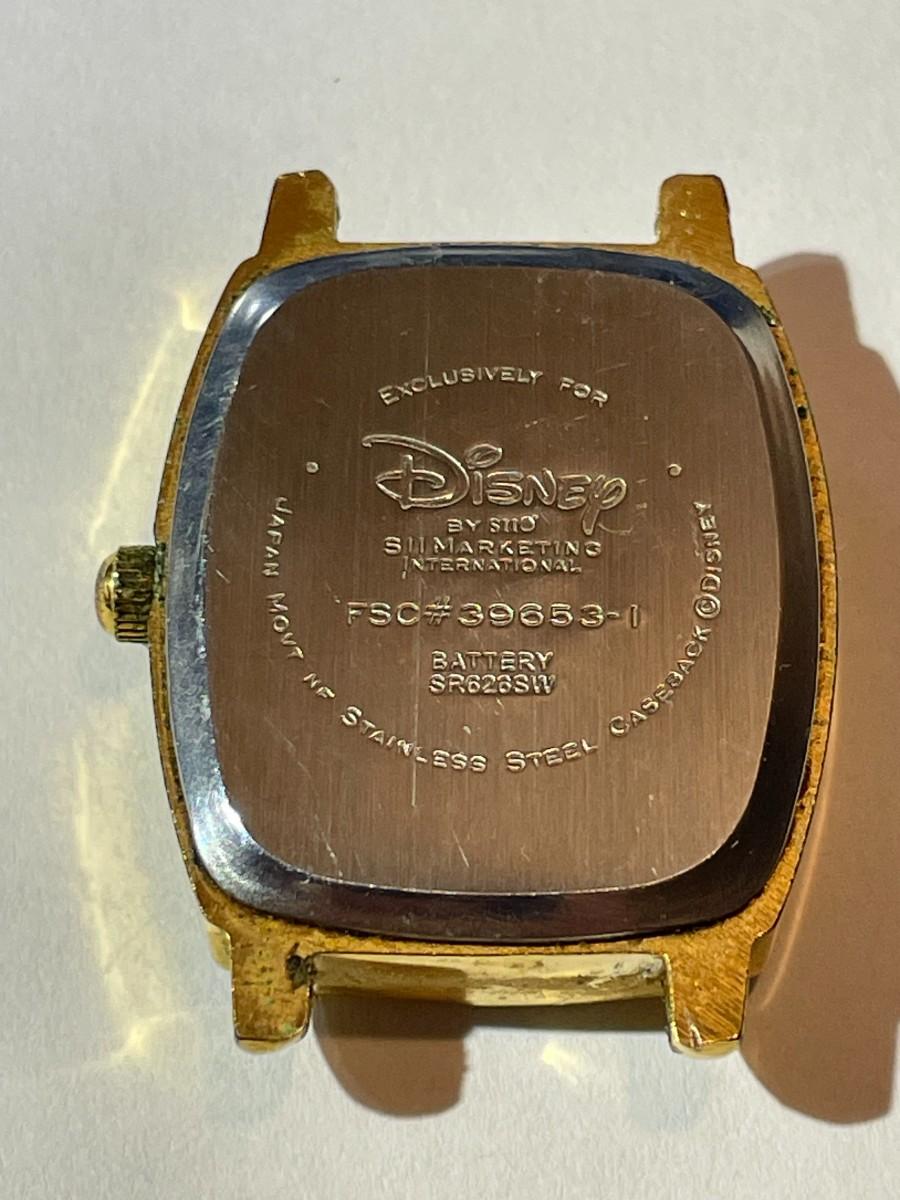 EXCLUSIVELY FOR
Disney
BY SII
SII MARKETING
INTERNATIONAL
FSC# 39653-1
BATTERY
SR626SW
JAPAN MOVT NF STAINLESS STEEL CASEBACK ©DISNEY